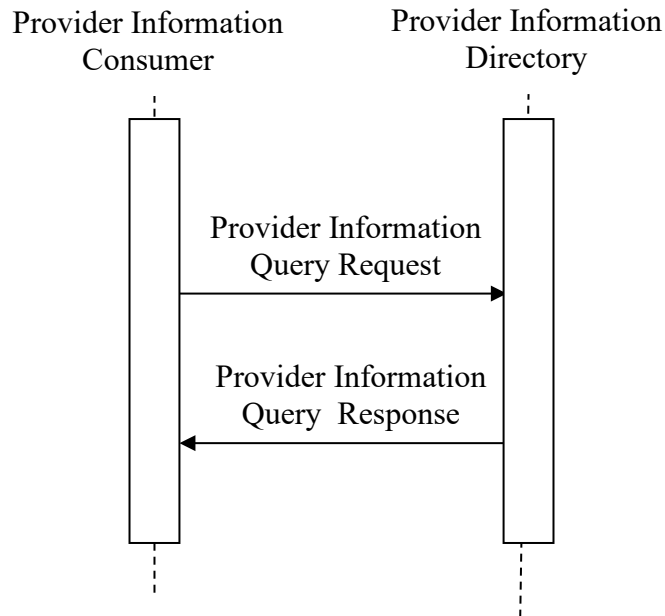 Provider Information
Consumer
Provider Information
Directory
Provider Information
Query Request
Provider Information
Query  Response